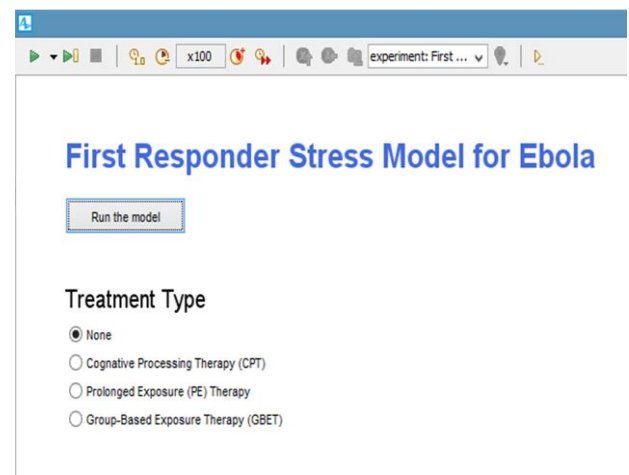 x100
experiment: First ...
First Responder Stress Model for Ebola
Run the model
Treatment Type
None
Cognative Processing Therapy (CPT)
Prolonged Exposure (PE) Therapy
Group-Based Exposure Therapy (GBET)